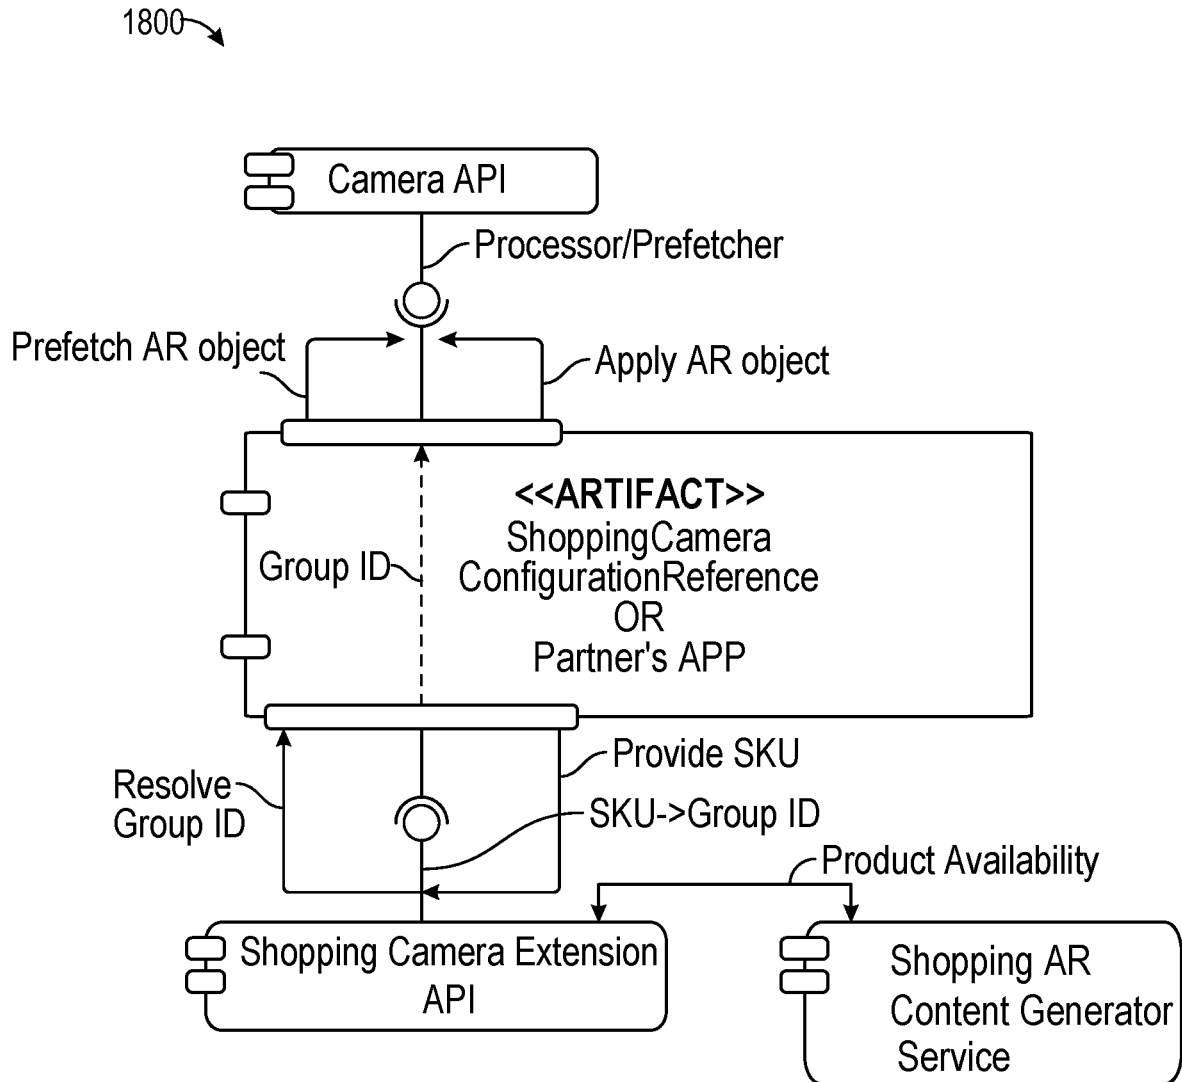 1800
Camera API
Processor/Prefetcher
Prefetch AR object
Apply AR object
<<ARTIFACT>>
ShoppingCamera
ConfigurationReference
OR
Partner's APP
Group ID
Provide SKU
Resolve
Group ID
SKU->Group ID
Product Availability
Shopping Camera Extension
API
Shopping AR
Content Generator
Service